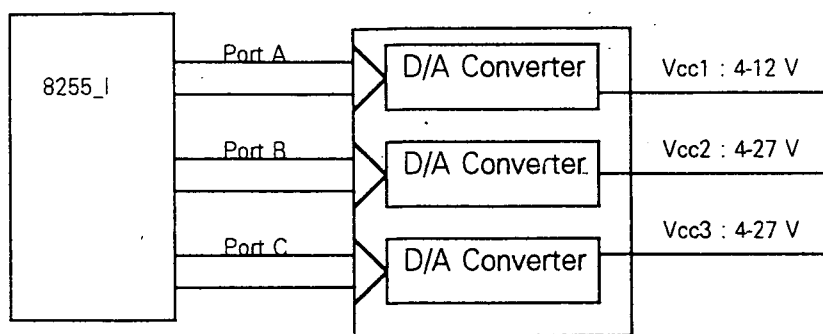 8255_I
Port A
D/A Converter
Vcc1 : 4-12 V
Port B
D/A Converter
Vcc2 : 4-27 V
Port C
D/A Converter
Vcc3 : 4-27 V